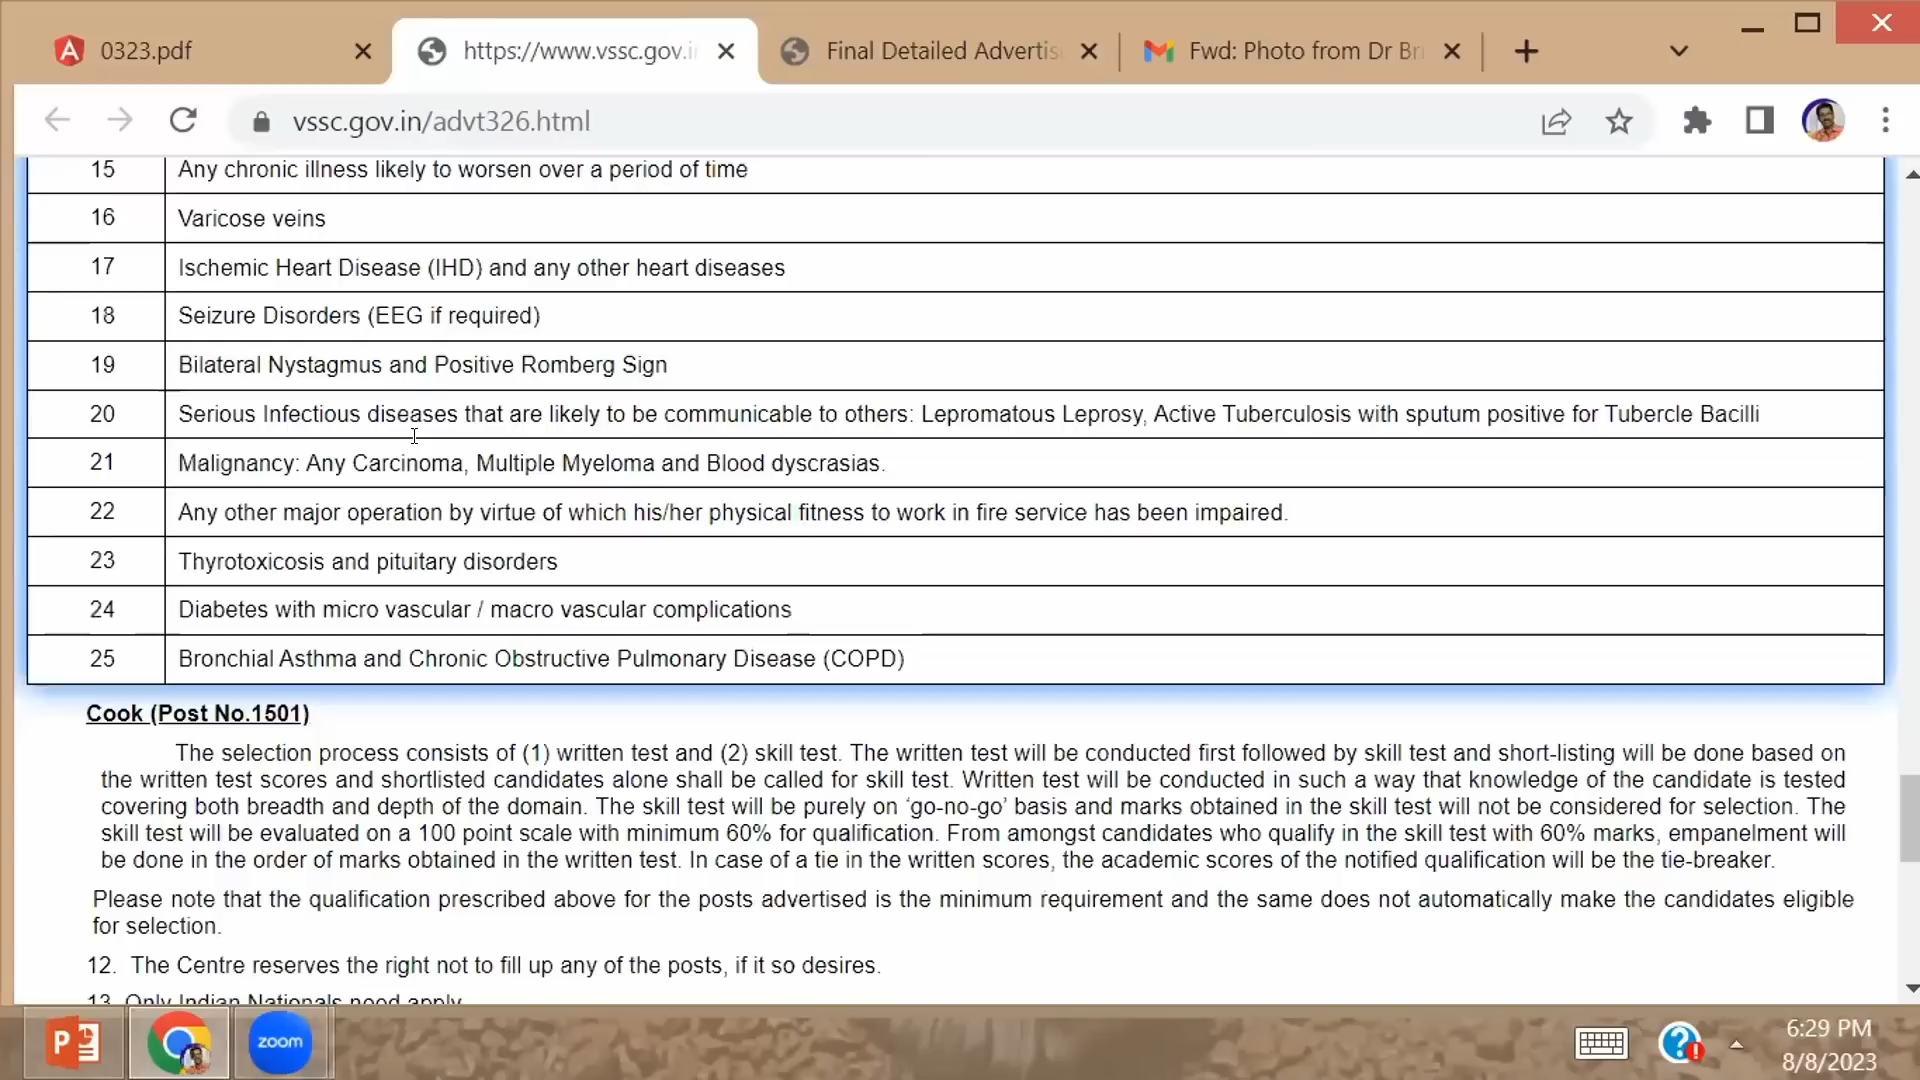 0323.pdf
https://www.vssc.gov.i
Final Detailed Advertis
Fwd: Photo from Dr Br
vssc.gov.in/advt326.html
15 Any chronic illness likely to worsen over a period of time
16 Varicose veins
17 Ischemic Heart Disease (IHD) and any other heart diseases
18 Seizure Disorders (EEG if required)
19 Bilateral Nystagmus and Positive Romberg Sign
20 Serious Infectious diseases that are likely to be communicable to others: Lepromatous Leprosy, Active Tuberculosis with sputum positive for Tubercle Bacilli
21 Malignancy: Any Carcinoma, Multiple Myeloma and Blood dyscrasias.
22 Any other major operation by virtue of which his/her physical fitness to work in fire service has been impaired.
23 Thyrotoxicosis and pituitary disorders
24 Diabetes with micro vascular / macro vascular complications
25 Bronchial Asthma and Chronic Obstructive Pulmonary Disease (COPD)
Cook (Post No.1501)
The selection process consists of (1) written test and (2) skill test. The written test will be conducted first followed by skill test and short-listing will be done based on
the written test scores and shortlisted candidates alone shall be called for skill test. Written test will be conducted in such a way that knowledge of the candidate is tested
covering both breadth and depth of the domain. The skill test will be purely on ‘go-no-go’ basis and marks obtained in the skill test will not be considered for selection. The
skill test will be evaluated on a 100 point scale with minimum 60% for qualification. From amongst candidates who qualify in the skill test with 60% marks, empanelment will
be done in the order of marks obtained in the written test. In case of a tie in the written scores, the academic scores of the notified qualification will be the tie-breaker.
Please note that the qualification prescribed above for the posts advertised is the minimum requirement and the same does not automatically make the candidates eligible
for selection.
12. The Centre reserves the right not to fill up any of the posts, if it so desires.
13. Only Indian Nationals need apply
zoom
6:29 PM
8/8/2023